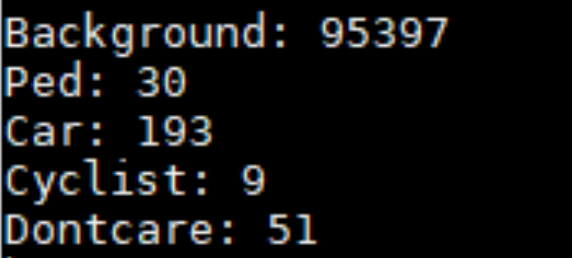 Background: 95397
Ped: 30
Car: 193
Cyclist: 9
Dontcare: 51